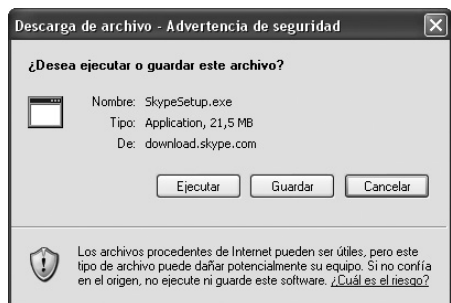 Descarga de archivo - Advertencia de seguridad
¿Desea ejecutar o guardar este archivo?
Nombre: SkypeSetup.exe
Tipo: Application, 21,5 MB
De: download.skype.com
Ejecutar Guardar Cancelar
Los archivos procedentes de Internet pueden ser útiles, pero este
tipo de archivo puede dañar potencialmente su equipo. Si no confía
en el origen, no ejecute ni guarde este software. ¿Cuál es el riesgo?